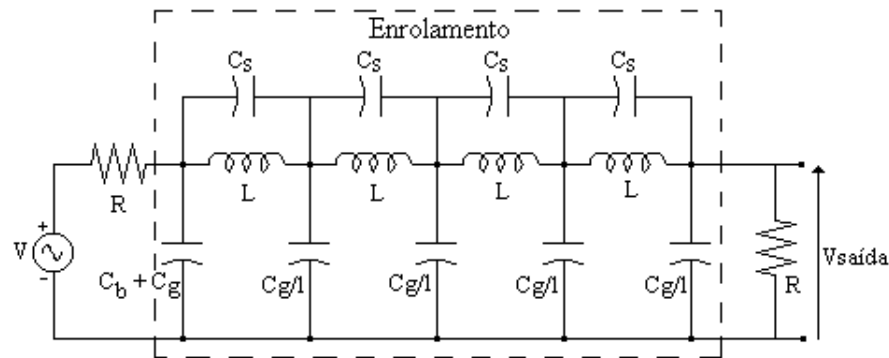 Enrolamento
Cs Cs Cs Cs
R L L L L
+
V
-
Cb + Cg Cg/l Cg/l Cg/l Cg/l
R
Vsaída